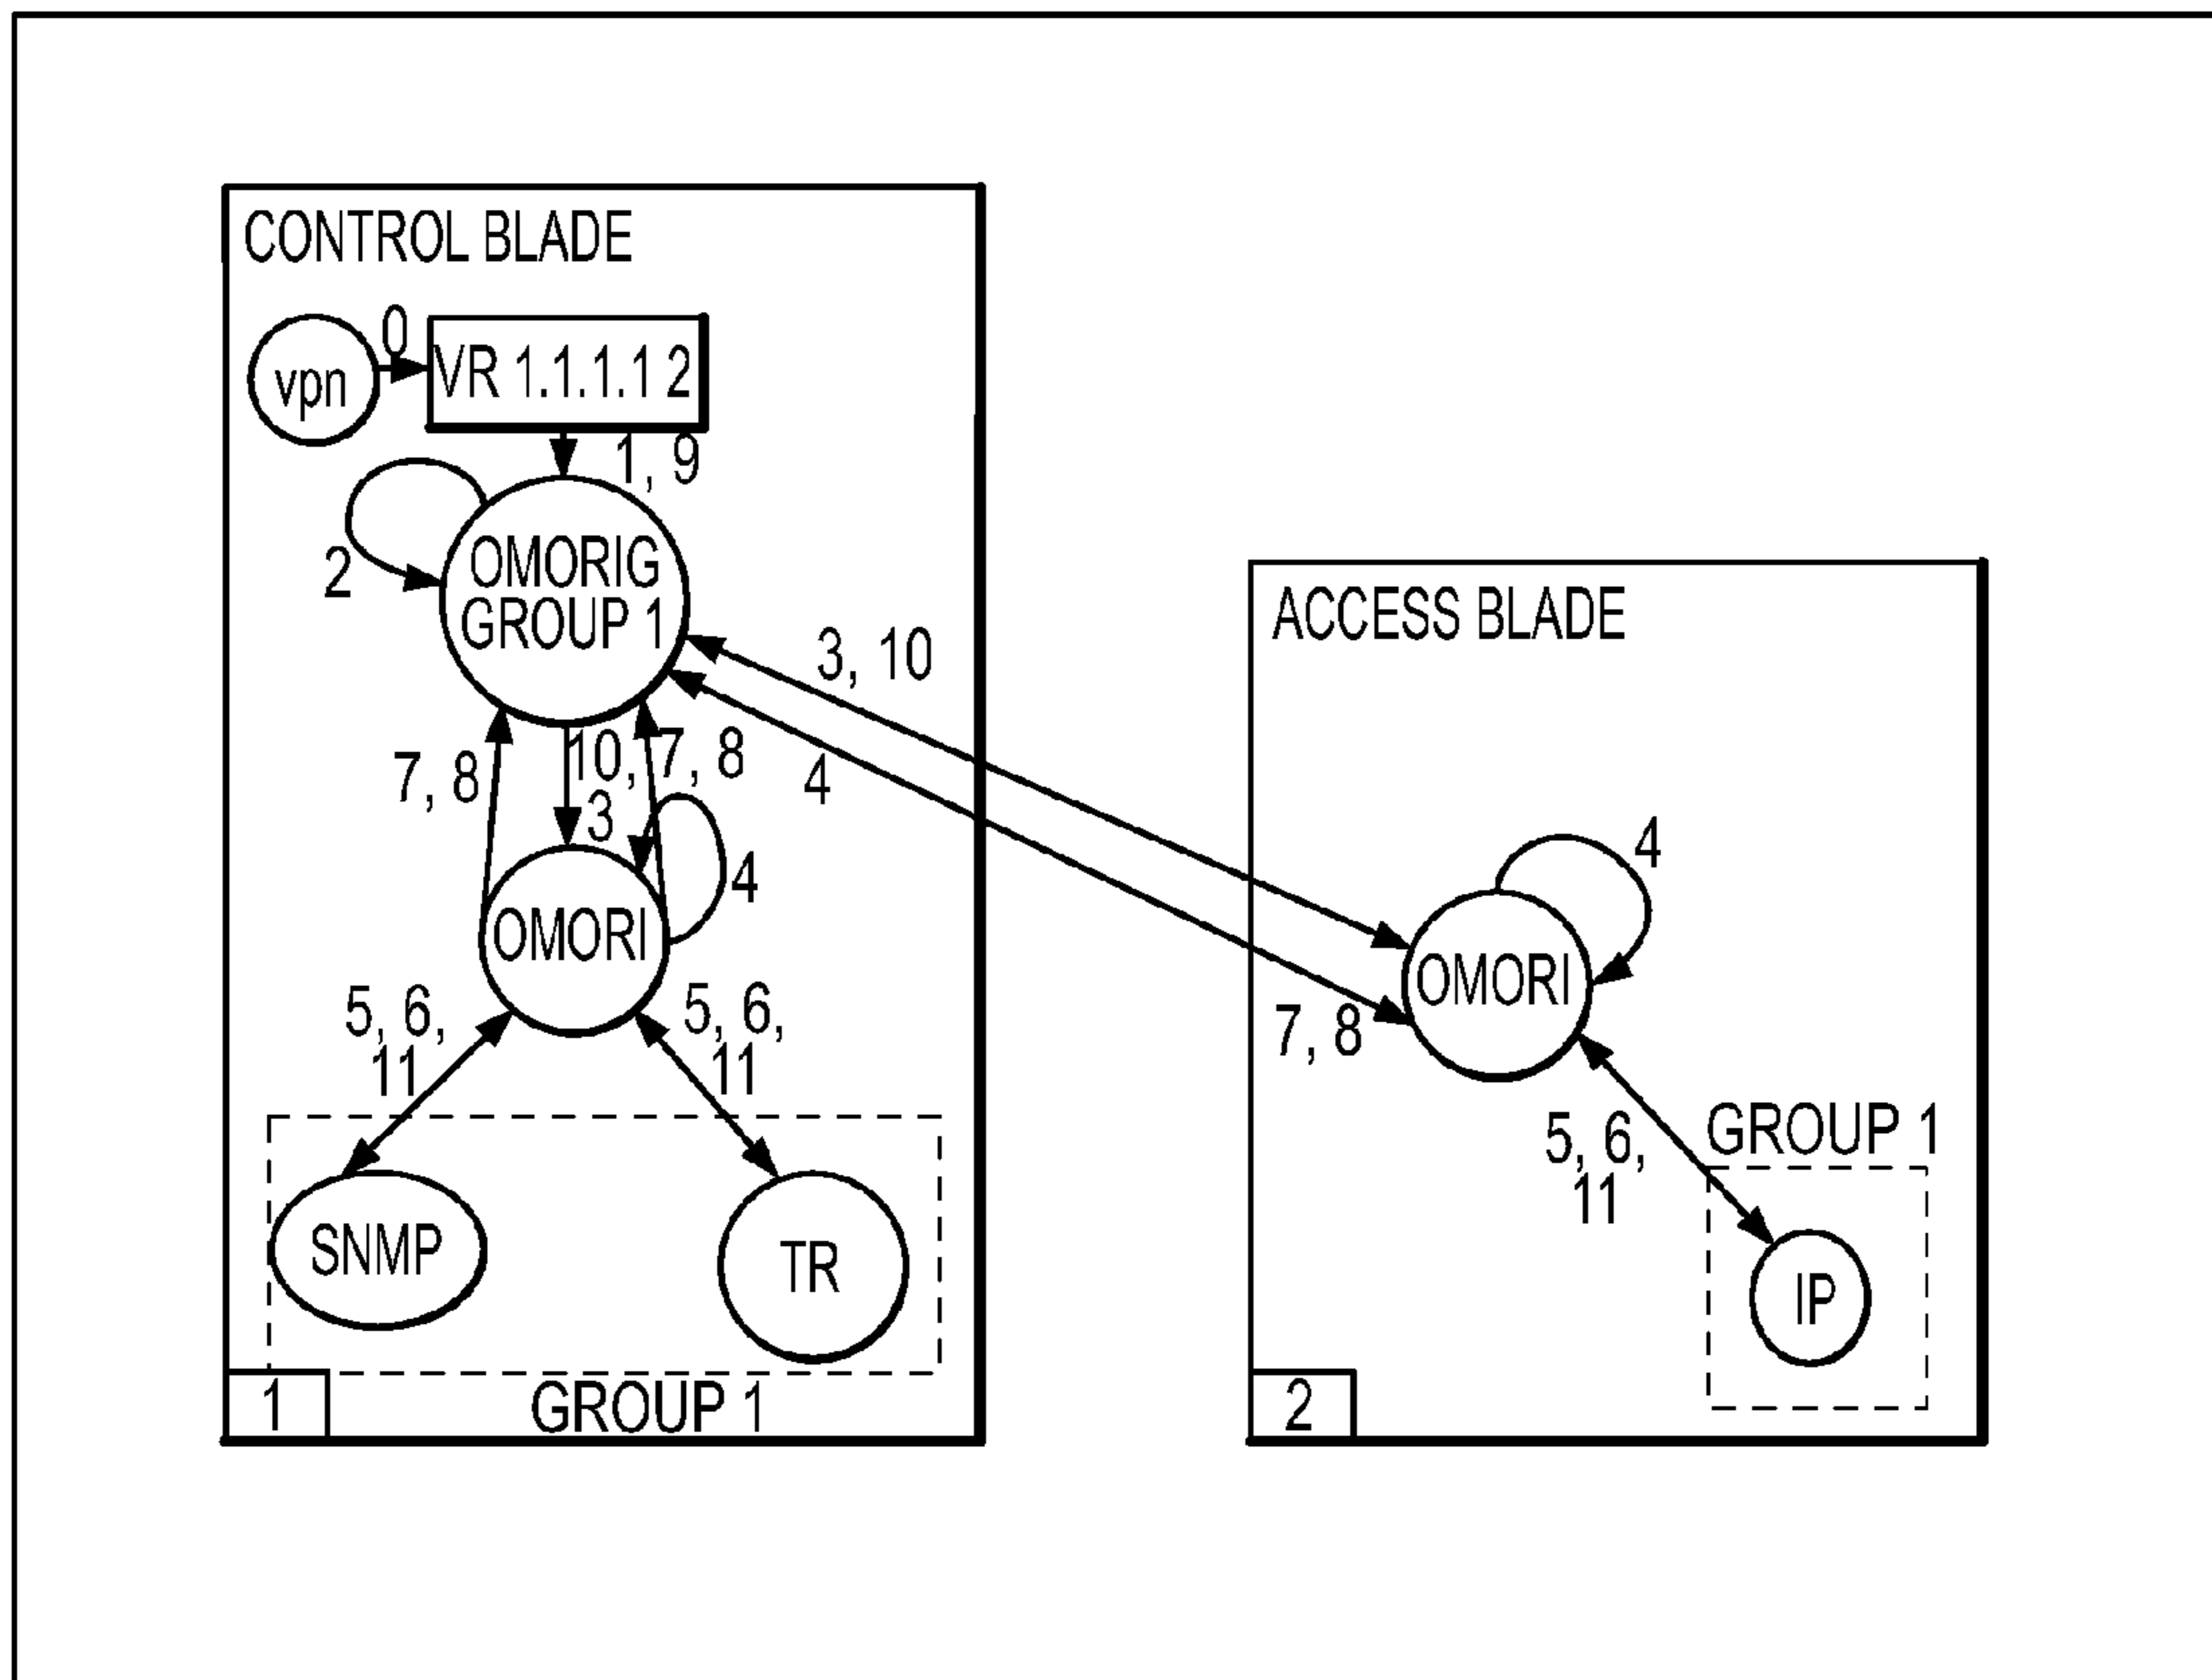 CONTROL BLADE
0
vpn
VR 1.1.1.1 2
1, 9
2
OMORIG
GROUP 1
3, 10
4
7, 8
10, 7, 8
3
4
OMORI
5, 6,
11
5, 6,
11
SNMP
TR
1
GROUP 1
ACCESS BLADE
4
OMORI
7, 8
5, 6,
11
GROUP 1
IP
2